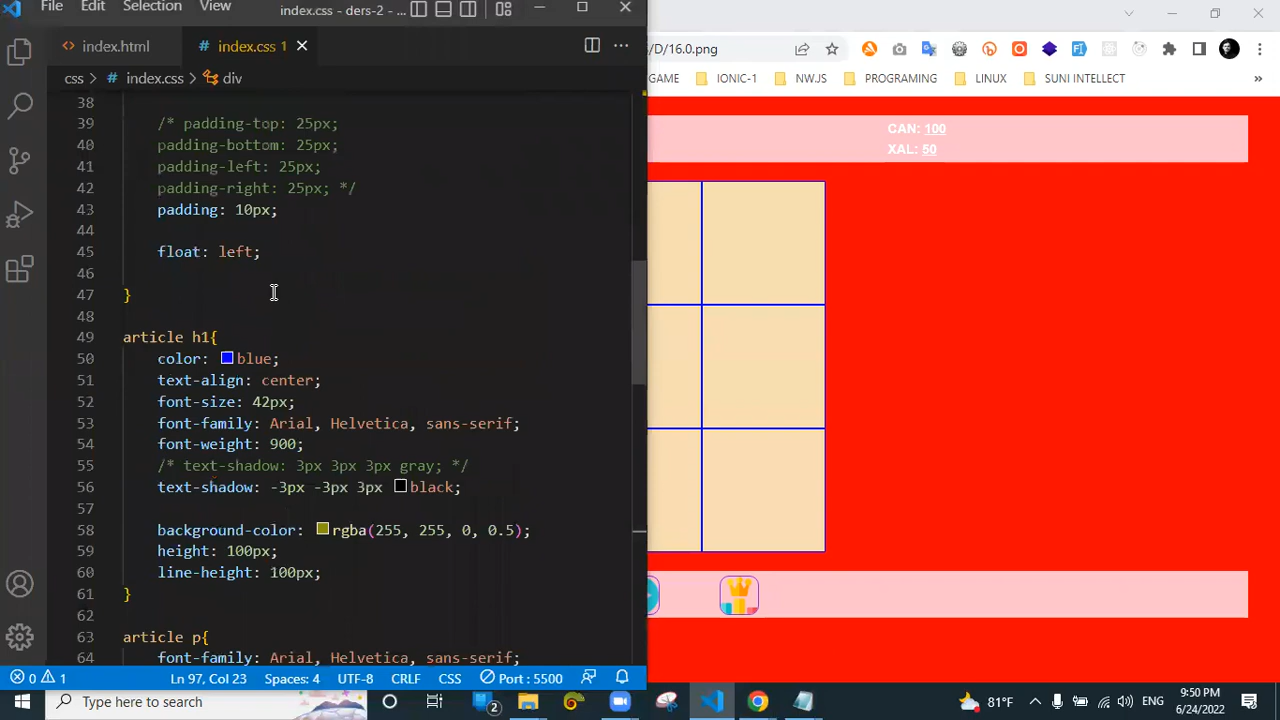 Edit Selection View index.css - ders-2 - ...
index.html
index.css 1
/D/16.0.png
GAME IONIC-1 NW.JS PROGRAMING LINUX SUNI INTELLECT »
css > index.css > div
38
39 /* padding-top: 25px;
40 padding-bottom: 25px;
41 padding-left: 25px;
42 padding-right: 25px; */
43 padding: 10px;
44
45 float: left;
46
47 }
48
49 article h1{
50 color: blue;
51 text-align: center;
52 font-size: 42px;
53 font-family: Arial, Helvetica, sans-serif;
54 font-weight: 900;
55 /* text-shadow: 3px 3px 3px gray; */
56 text-shadow: -3px -3px 3px black;
57
58 background-color: rgba(255, 255, 0, 0.5);
59 height: 100px;
60 line-height: 100px;
61 }
62
63 article p{
64 font-family: Arial, Helvetica, sans-serif;
CAN: 100
XAL: 50
0 1 Ln 97, Col 23 Spaces: 4 UTF-8 CRLF CSS Port : 5500
Type here to search
2
81°F
ENG
9:50 PM
6/24/2022